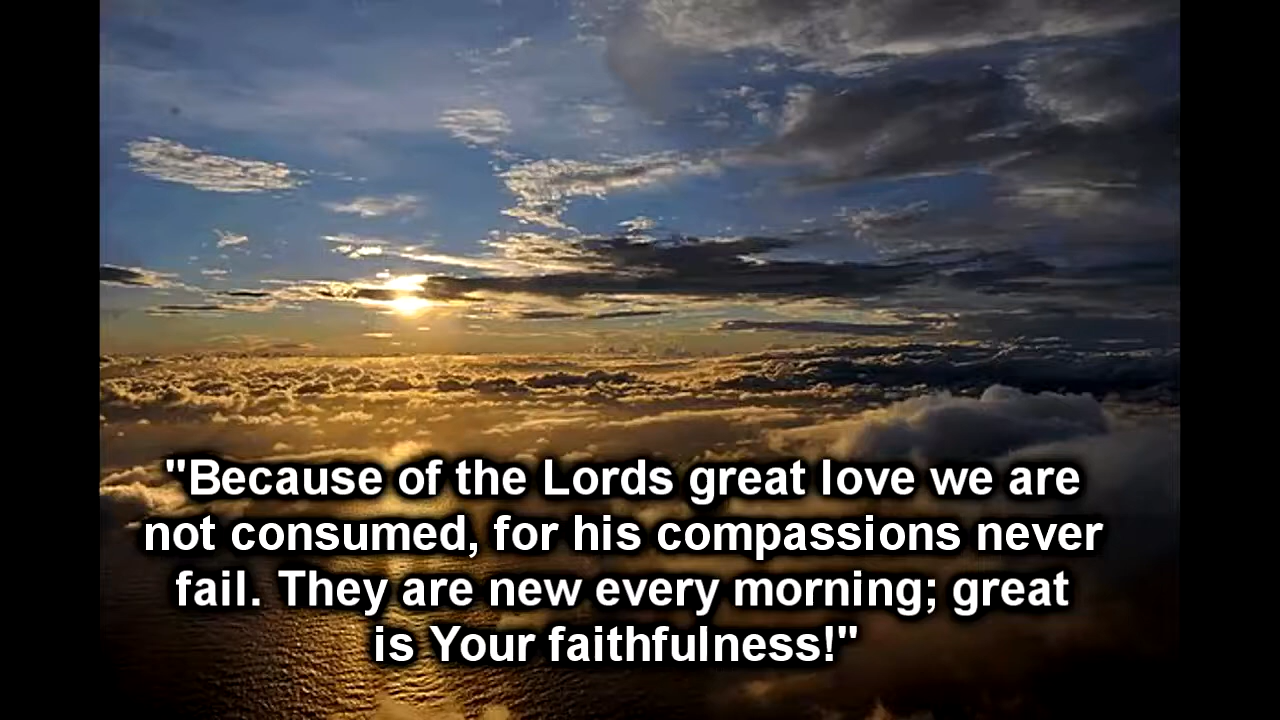 "Because of the Lords great love we are
not consumed, for his compassions never
fail. They are new every morning; great
is Your faithfulness!"